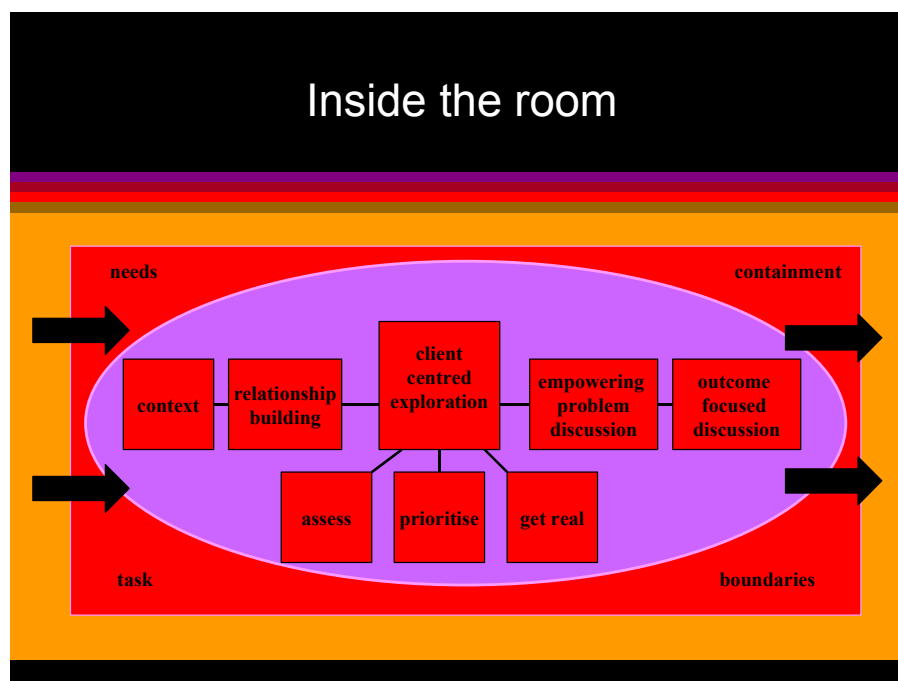 Inside the room
needs
containment
context
relationship
building
client
centred
exploration
empowering
problem
discussion
outcome
focused
discussion
assess
prioritise
get real
task
boundaries